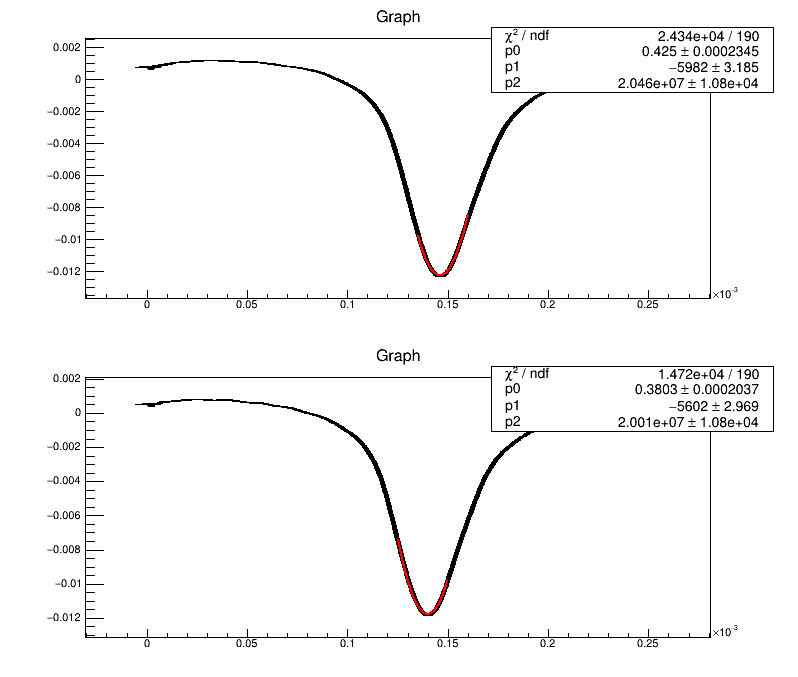 Graph
χ² / ndf 2.434e+04 / 190
p0 0.425 ± 0.0002345
p1 −5982 ± 3.185
p2 2.046e+07 ± 1.08e+04
0.002
0
−0.002
−0.004
−0.006
−0.008
−0.01
−0.012
0 0.05 0.1 0.15 0.2 0.25 ×10⁻³
Graph
χ² / ndf 1.472e+04 / 190
p0 0.3803 ± 0.0002037
p1 −5602 ± 2.969
p2 2.001e+07 ± 1.08e+04
0.002
0
−0.002
−0.004
−0.006
−0.008
−0.01
−0.012
0 0.05 0.1 0.15 0.2 0.25 ×10⁻³